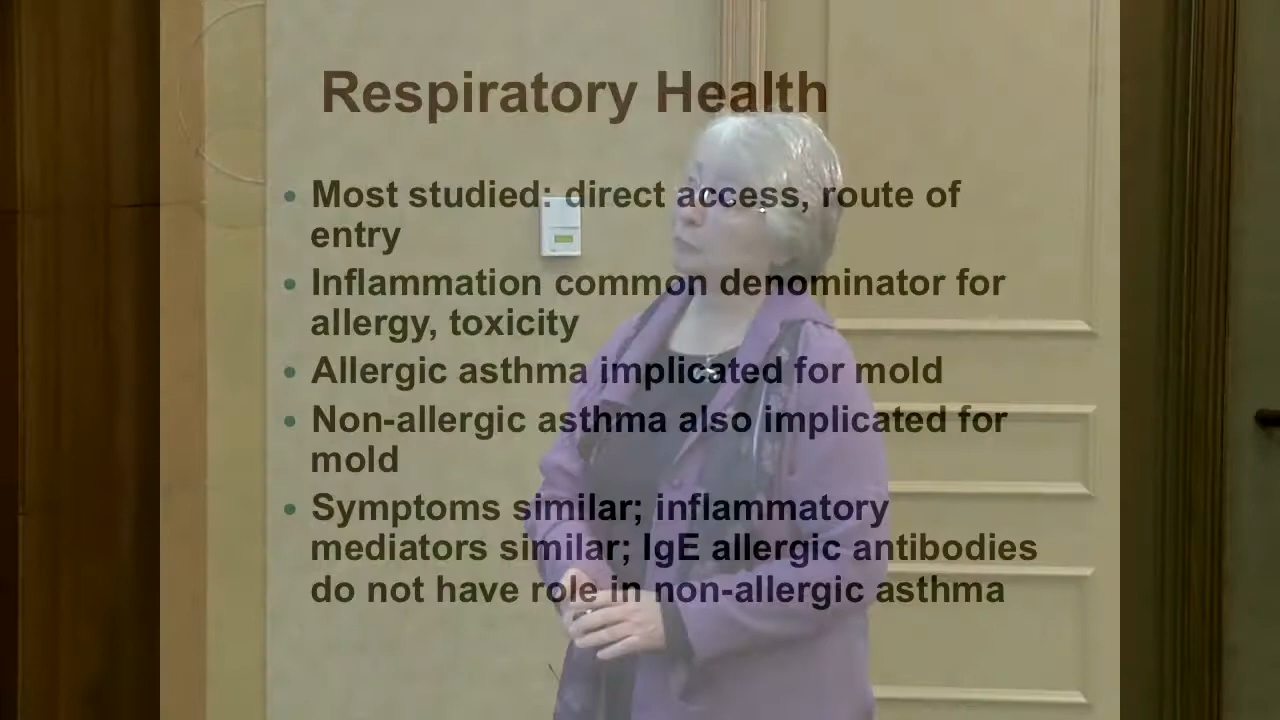 Respiratory Health
• Most studied: direct access, route of
entry
• Inflammation common denominator for
allergy, toxicity
• Allergic asthma implicated for mold
• Non-allergic asthma also implicated for
mold
• Symptoms similar; inflammatory
mediators similar; IgE allergic antibodies
do not have role in non-allergic asthma